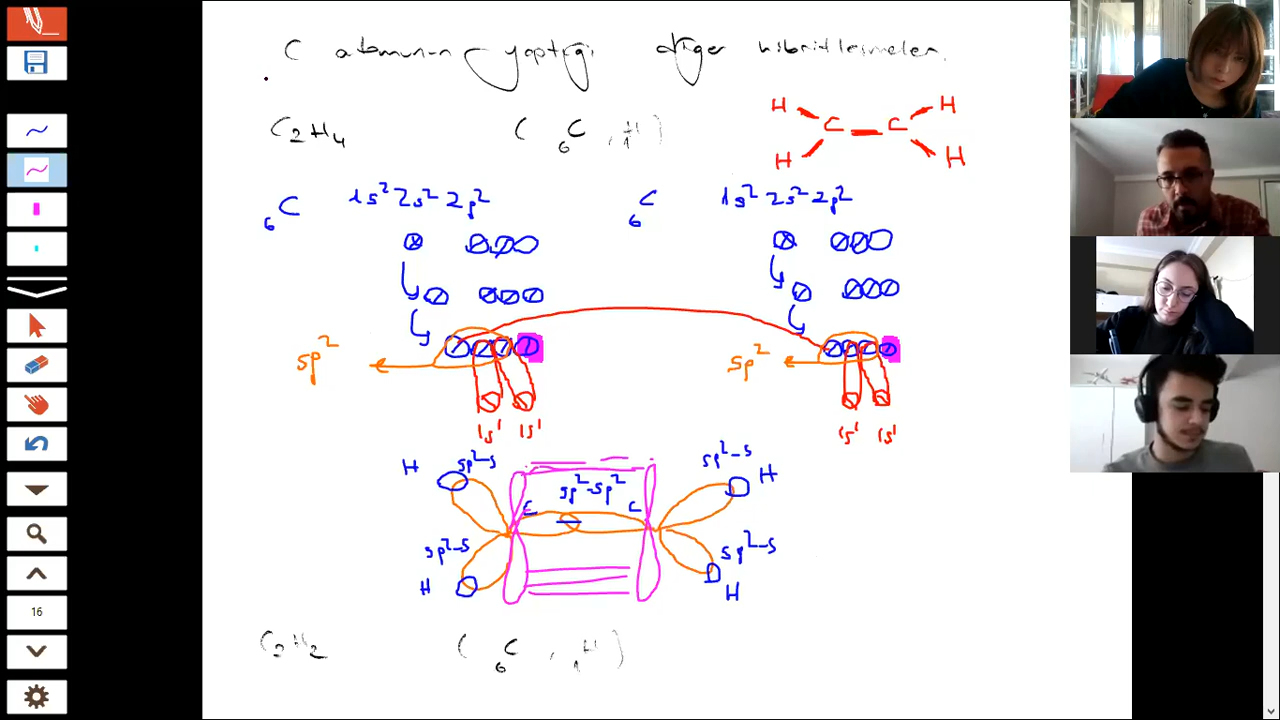 C atomunun yaptığı diğer hibritleşmeler.
C₂H₄ (₆C, ₁H)
H H
C C
H H
₆C 1s² 2s² 2p² ₆C 1s² 2s² 2p²
sp² sp²
1s¹ 1s¹ 1s¹ 1s¹
H sp²-s sp²-s H
sp²-sp²
C C
sp²-s sp²-s
H H
C₂H₂ (₆C, ₁H)
16